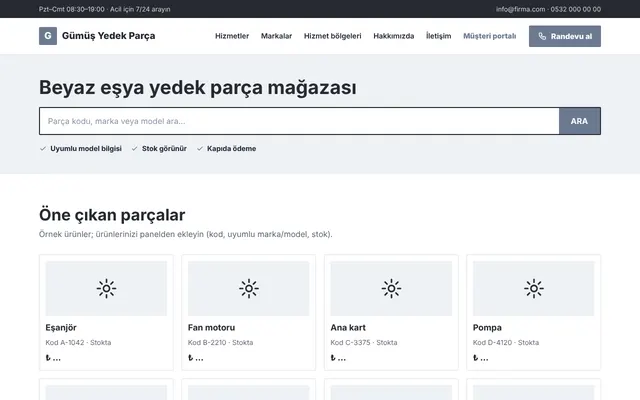 Pzt–Cmt 08:30–19:00 · Acil için 7/24 arayın
info@firma.com · 0532 000 00 00
G Gümüş Yedek Parça
Hizmetler Markalar Hizmet bölgeleri Hakkımızda İletişim Müşteri portalı Randevu al
Beyaz eşya yedek parça mağazası
Parça kodu, marka veya model ara...
ARA
Uyumlu model bilgisi Stok görünür Kapıda ödeme
Öne çıkan parçalar
Örnek ürünler; ürünlerinizi panelden ekleyin (kod, uyumlu marka/model, stok).
Eşanjör
Kod A-1042 · Stokta
₺ ...
Fan motoru
Kod B-2210 · Stokta
₺ ...
Ana kart
Kod C-3375 · Stokta
₺ ...
Pompa
Kod D-4120 · Stokta
₺ ...